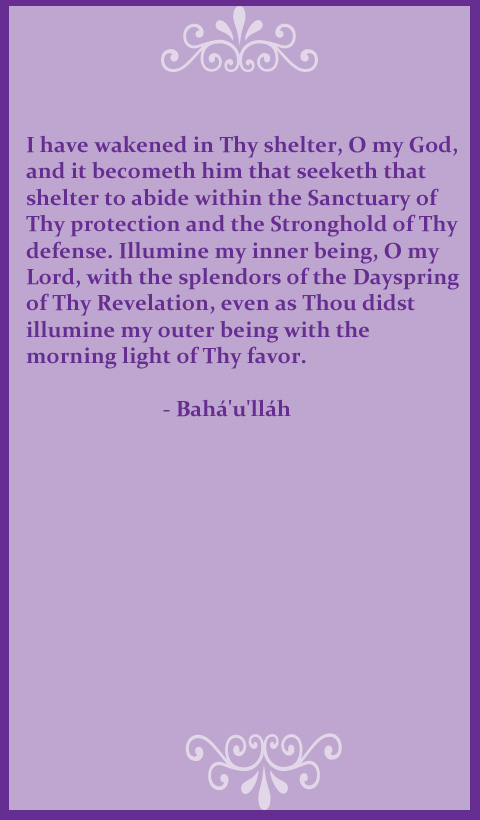 I have wakened in Thy shelter, O my God,
and it becometh him that seeketh that
shelter to abide within the Sanctuary of
Thy protection and the Stronghold of Thy
defense. Illumine my inner being, O my
Lord, with the splendors of the Dayspring
of Thy Revelation, even as Thou didst
illumine my outer being with the
morning light of Thy favor.
- Bahá'u'lláh